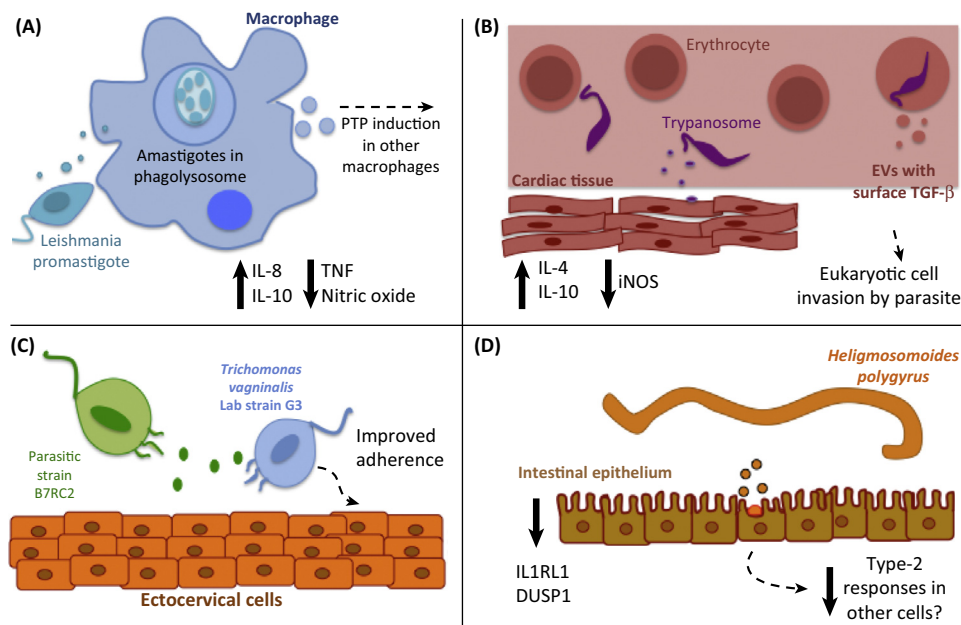 (A)
Macrophage
Amastigotes in
phagolysosome
PTP induction
in other
macrophages
Leishmania
promastigote
IL-8
IL-10
TNF
Nitric oxide
(B)
Erythrocyte
Trypanosome
Cardiac tissue
EVs with
surface TGF-β
IL-4
IL-10
iNOS
Eukaryotic cell
invasion by parasite
(C)
Trichomonas
vagninalis
Lab strain G3
Parasitic
strain
B7RC2
Improved
adherence
Ectocervical cells
(D)
Heligmosomoides
polygyrus
Intestinal epithelium
IL1RL1
DUSP1
Type-2
responses in
other cells?